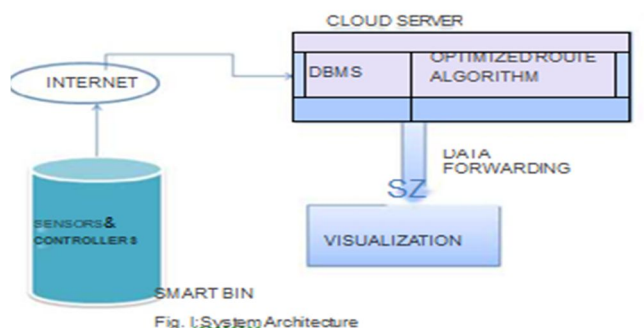 CLOUD SERVER
INTERNET
DBMS
OPTIMIZED ROUTE
ALGORITHM
DATA
FORWARDING
SZ
SENSORS&
CONTROLLERS
VISUALIZATION
SMART BIN
Fig. I:System Architecture